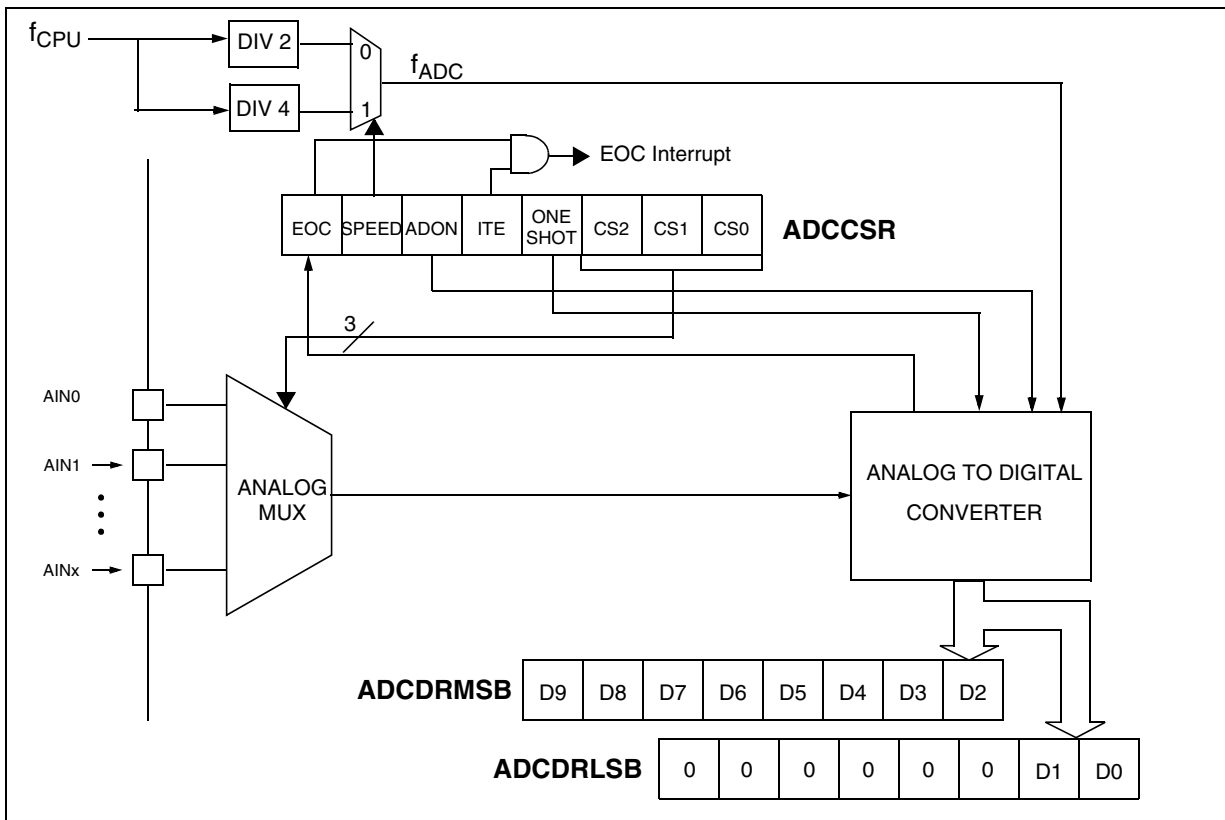 fCPU
DIV 2
0
fADC
DIV 4
1
EOC Interrupt
EOC SPEED ADON ITE ONE SHOT CS2 CS1 CS0 ADCCSR
3
AIN0
AIN1
ANALOG MUX
ANALOG TO DIGITAL
CONVERTER
AINx
ADCDRMSB D9 D8 D7 D6 D5 D4 D3 D2
ADCDRLSB 0 0 0 0 0 0 D1 D0